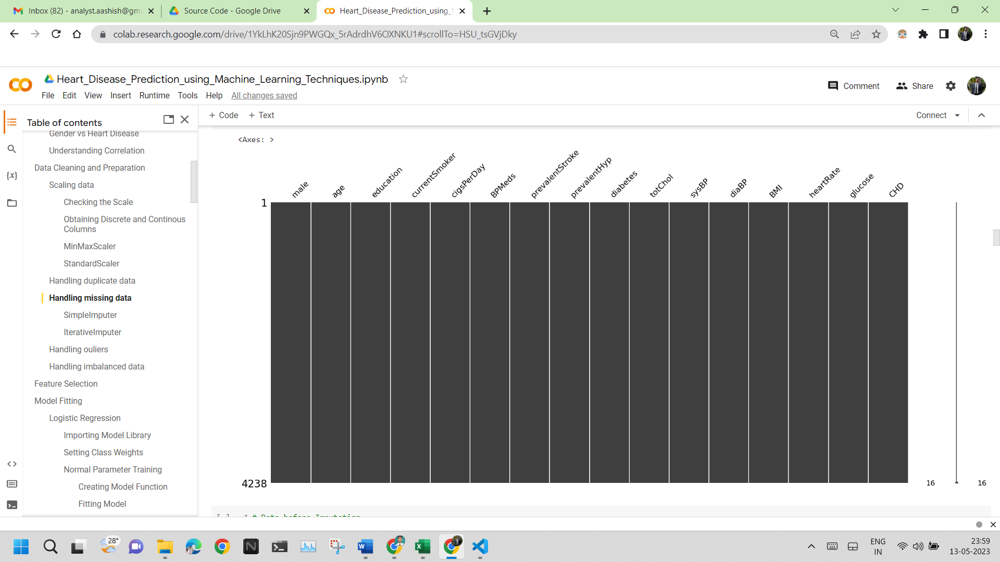 Inbox (82) - analyst.aashish@gma
Source Code - Google Drive
Heart_Disease_Prediction_using_M
colab.research.google.com/drive/1YkLhK20Sjn9PWGQx_5rAdrdhV6OXNKU1#scrollTo=HSU_tsGVjDky
Heart_Disease_Prediction_using_Machine_Learning_Techniques.ipynb
Comment
Share
File Edit View Insert Runtime Tools Help All changes saved
Table of contents
+ Code + Text
Connect
Gender vs Heart Disease
Understanding Correlation
Data Cleaning and Preparation
Scaling data
Checking the Scale
Obtaining Discrete and Continous
Columns
MinMaxScaler
StandardScaler
Handling duplicate data
Handling missing data
SimpleImputer
IterativeImputer
Handling ouliers
Handling imbalanced data
Feature Selection
Model Fitting
Logistic Regression
Importing Model Library
Setting Class Weights
Normal Parameter Training
Creating Model Function
Fitting Model
{x}
<Axes: >
male
age
education
currentSmoker
cigsPerDay
BPMeds
prevalentStroke
prevalentHyp
diabetes
totChol
sysBP
diaBP
BMI
heartRate
glucose
CHD
1
4238
16
16
[ ] 1 # Data before Imputation
28°
ENG
IN
23:59
13-05-2023